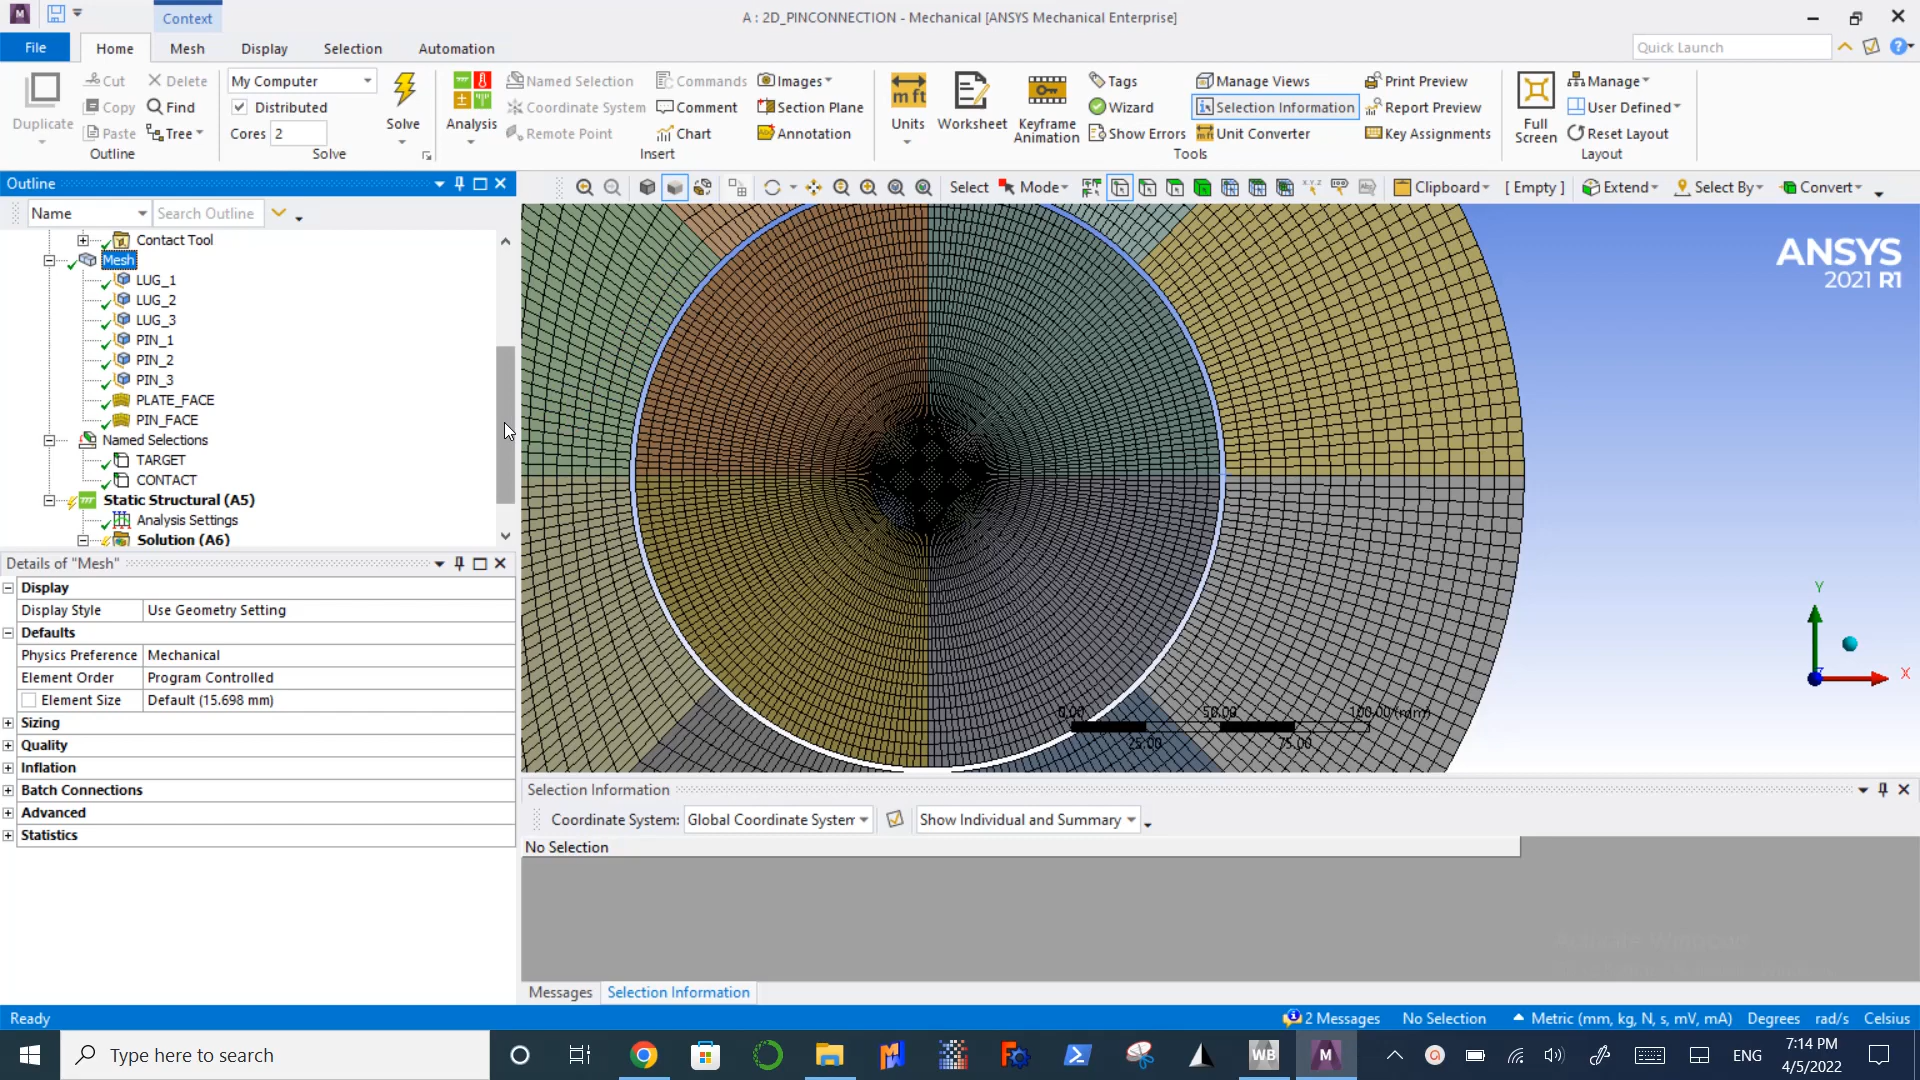 Context
A : 2D_PINCONNECTION - Mechanical [ANSYS Mechanical Enterprise]
File Home Mesh Display Selection Automation
Quick Launch
Duplicate
Cut
Copy
Paste
Delete
Find
Tree
Outline
My Computer
Distributed
Cores 2
Solve
Solve
Analysis
Named Selection
Coordinate System
Remote Point
Commands
Comment
Chart
Images
Section Plane
Annotation
Insert
Units
Worksheet
Keyframe
Animation
Tags
Wizard
Show Errors
Manage Views
Selection Information
Unit Converter
Print Preview
Report Preview
Key Assignments
Tools
Full
Screen
Manage
User Defined
Reset Layout
Layout
Outline
Name
Search Outline
Contact Tool
Mesh
LUG_1
LUG_2
LUG_3
PIN_1
PIN_2
PIN_3
PLATE_FACE
PIN_FACE
Named Selections
TARGET
CONTACT
Static Structural (A5)
Analysis Settings
Solution (A6)
Details of "Mesh"
Display
Display Style Use Geometry Setting
Defaults
Physics Preference Mechanical
Element Order Program Controlled
Element Size Default (15.698 mm)
Sizing
Quality
Inflation
Batch Connections
Advanced
Statistics
Select Mode Clipboard [ Empty ] Extend Select By Convert
ANSYS
2021 R1
Y
X
0.00 50.00 100.00 (mm)
25.00 75.00
Selection Information
Coordinate System: Global Coordinate System Show Individual and Summary
No Selection
Messages Selection Information
Ready
2 Messages No Selection Metric (mm, kg, N, s, mV, mA) Degrees rad/s Celsius
Type here to search
ENG
7:14 PM
4/5/2022